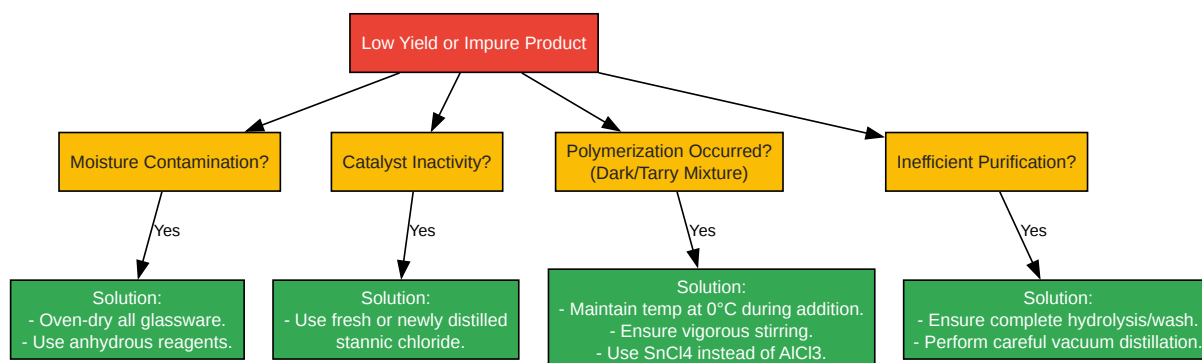 Low Yield or Impure Product
Moisture Contamination?
Catalyst Inactivity?
Polymerization Occurred?
(Dark/Tarry Mixture)
Inefficient Purification?
Yes
Yes
Yes
Yes
Solution:
- Oven-dry all glassware.
- Use anhydrous reagents.
Solution:
- Use fresh or newly distilled
stannic chloride.
Solution:
- Maintain temp at 0°C during addition.
- Ensure vigorous stirring.
- Use SnCl4 instead of AlCl3.
Solution:
- Ensure complete hydrolysis/wash.
- Perform careful vacuum distillation.